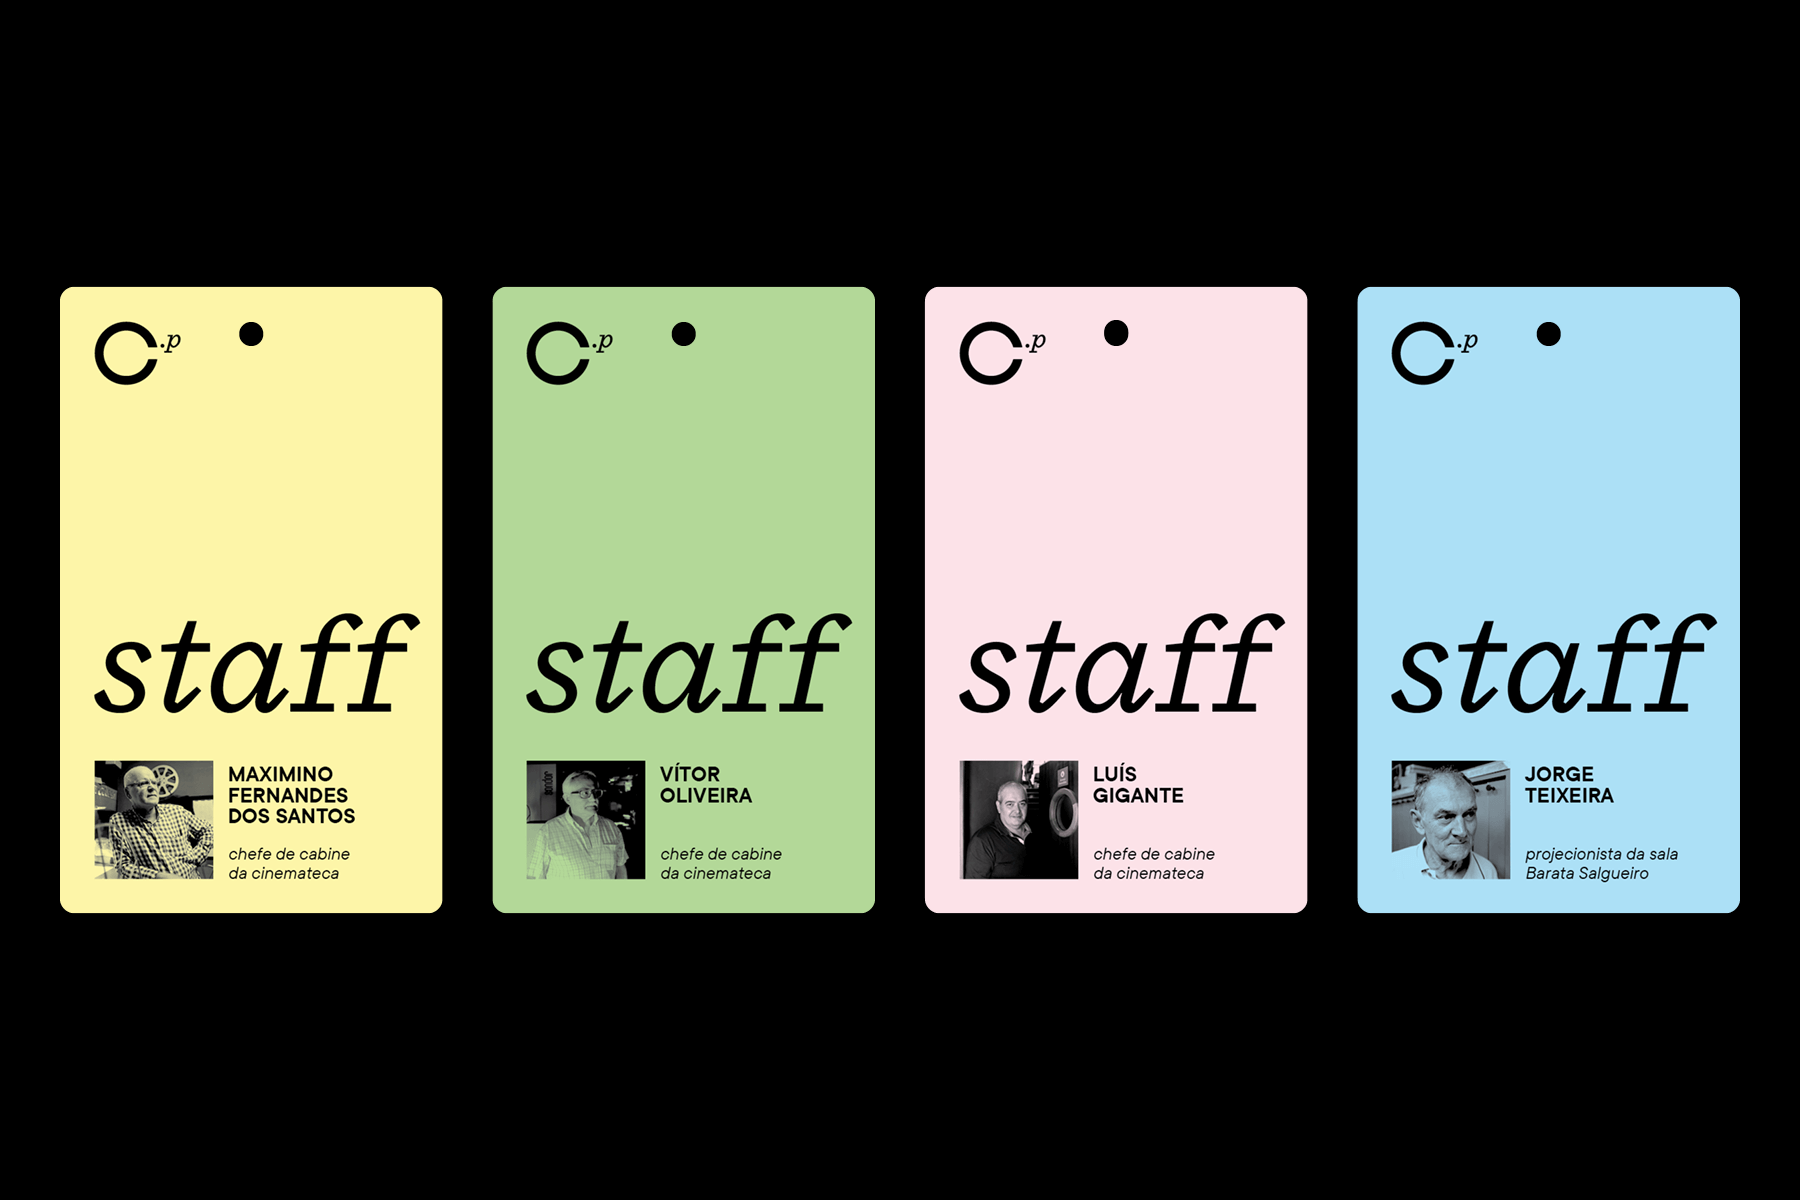 C.p
staff
MAXIMINO
FERNANDES
DOS SANTOS
chefe de cabine
da cinemateca
C.p
staff
VÍTOR
OLIVEIRA
chefe de cabine
da cinemateca
C.p
staff
LUÍS
GIGANTE
chefe de cabine
da cinemateca
C.p
staff
JORGE
TEIXEIRA
projecionista da sala
Barata Salgueiro